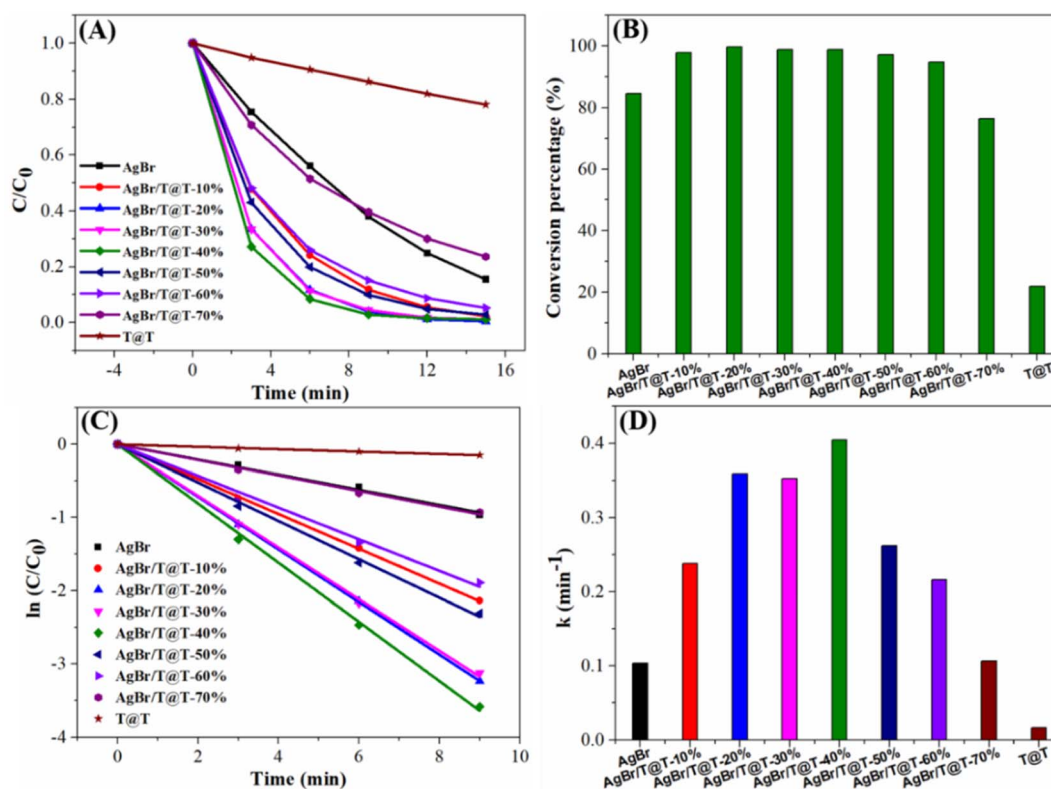 (A)
C/C0
1.0
0.8
0.6
0.4
0.2
0.0
AgBr
AgBr/T@T-10%
AgBr/T@T-20%
AgBr/T@T-30%
AgBr/T@T-40%
AgBr/T@T-50%
AgBr/T@T-60%
AgBr/T@T-70%
T@T
-4 0 4 8 12 16
Time (min)
(B)
Conversion percentage (%)
100
80
60
40
20
0
AgBr
AgBr/T@T-10%
AgBr/T@T-20%
AgBr/T@T-30%
AgBr/T@T-40%
AgBr/T@T-50%
AgBr/T@T-60%
AgBr/T@T-70%
T@T
(C)
ln (C/C0)
0
-1
-2
-3
-4
AgBr
AgBr/T@T-10%
AgBr/T@T-20%
AgBr/T@T-30%
AgBr/T@T-40%
AgBr/T@T-50%
AgBr/T@T-60%
AgBr/T@T-70%
T@T
0 2 4 6 8 10
Time (min)
(D)
k (min-1)
0.4
0.3
0.2
0.1
0.0
AgBr
AgBr/T@T-10%
AgBr/T@T-20%
AgBr/T@T-30%
AgBr/T@T-40%
AgBr/T@T-50%
AgBr/T@T-60%
AgBr/T@T-70%
T@T